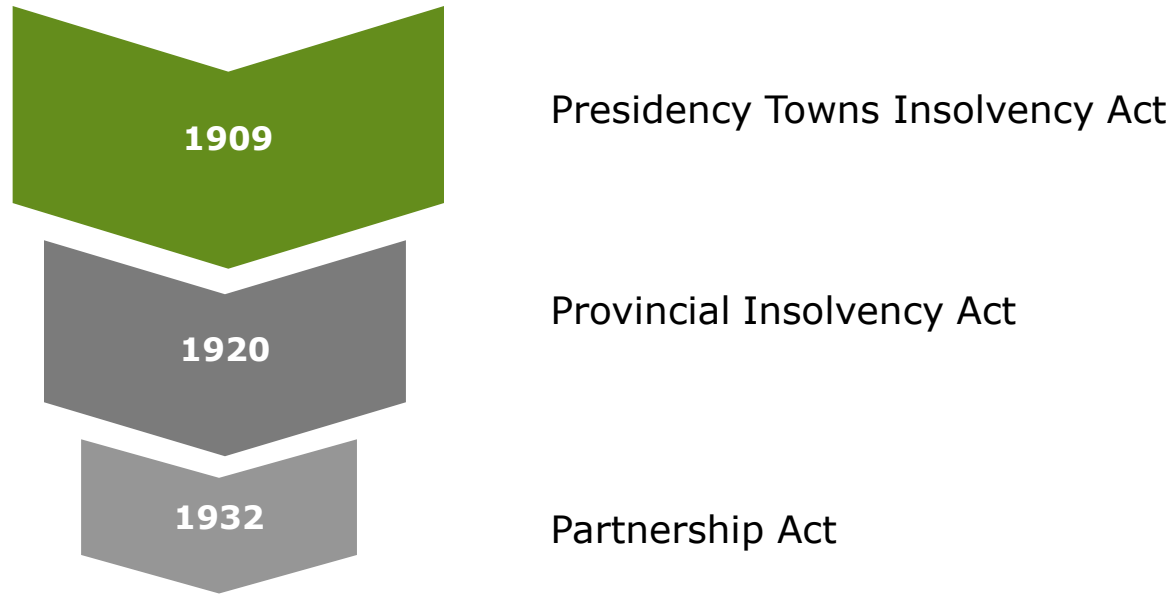 1909
Presidency Towns Insolvency Act
1920
Provincial Insolvency Act
1932
Partnership Act